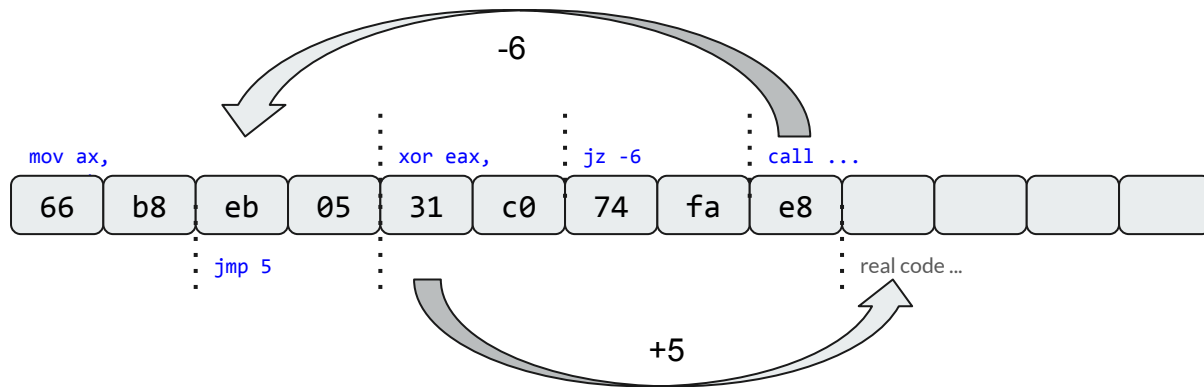 -6
mov ax,
xor eax,
jz -6
call ...
66 b8 eb 05 31 c0 74 fa e8
jmp 5
real code ...
+5